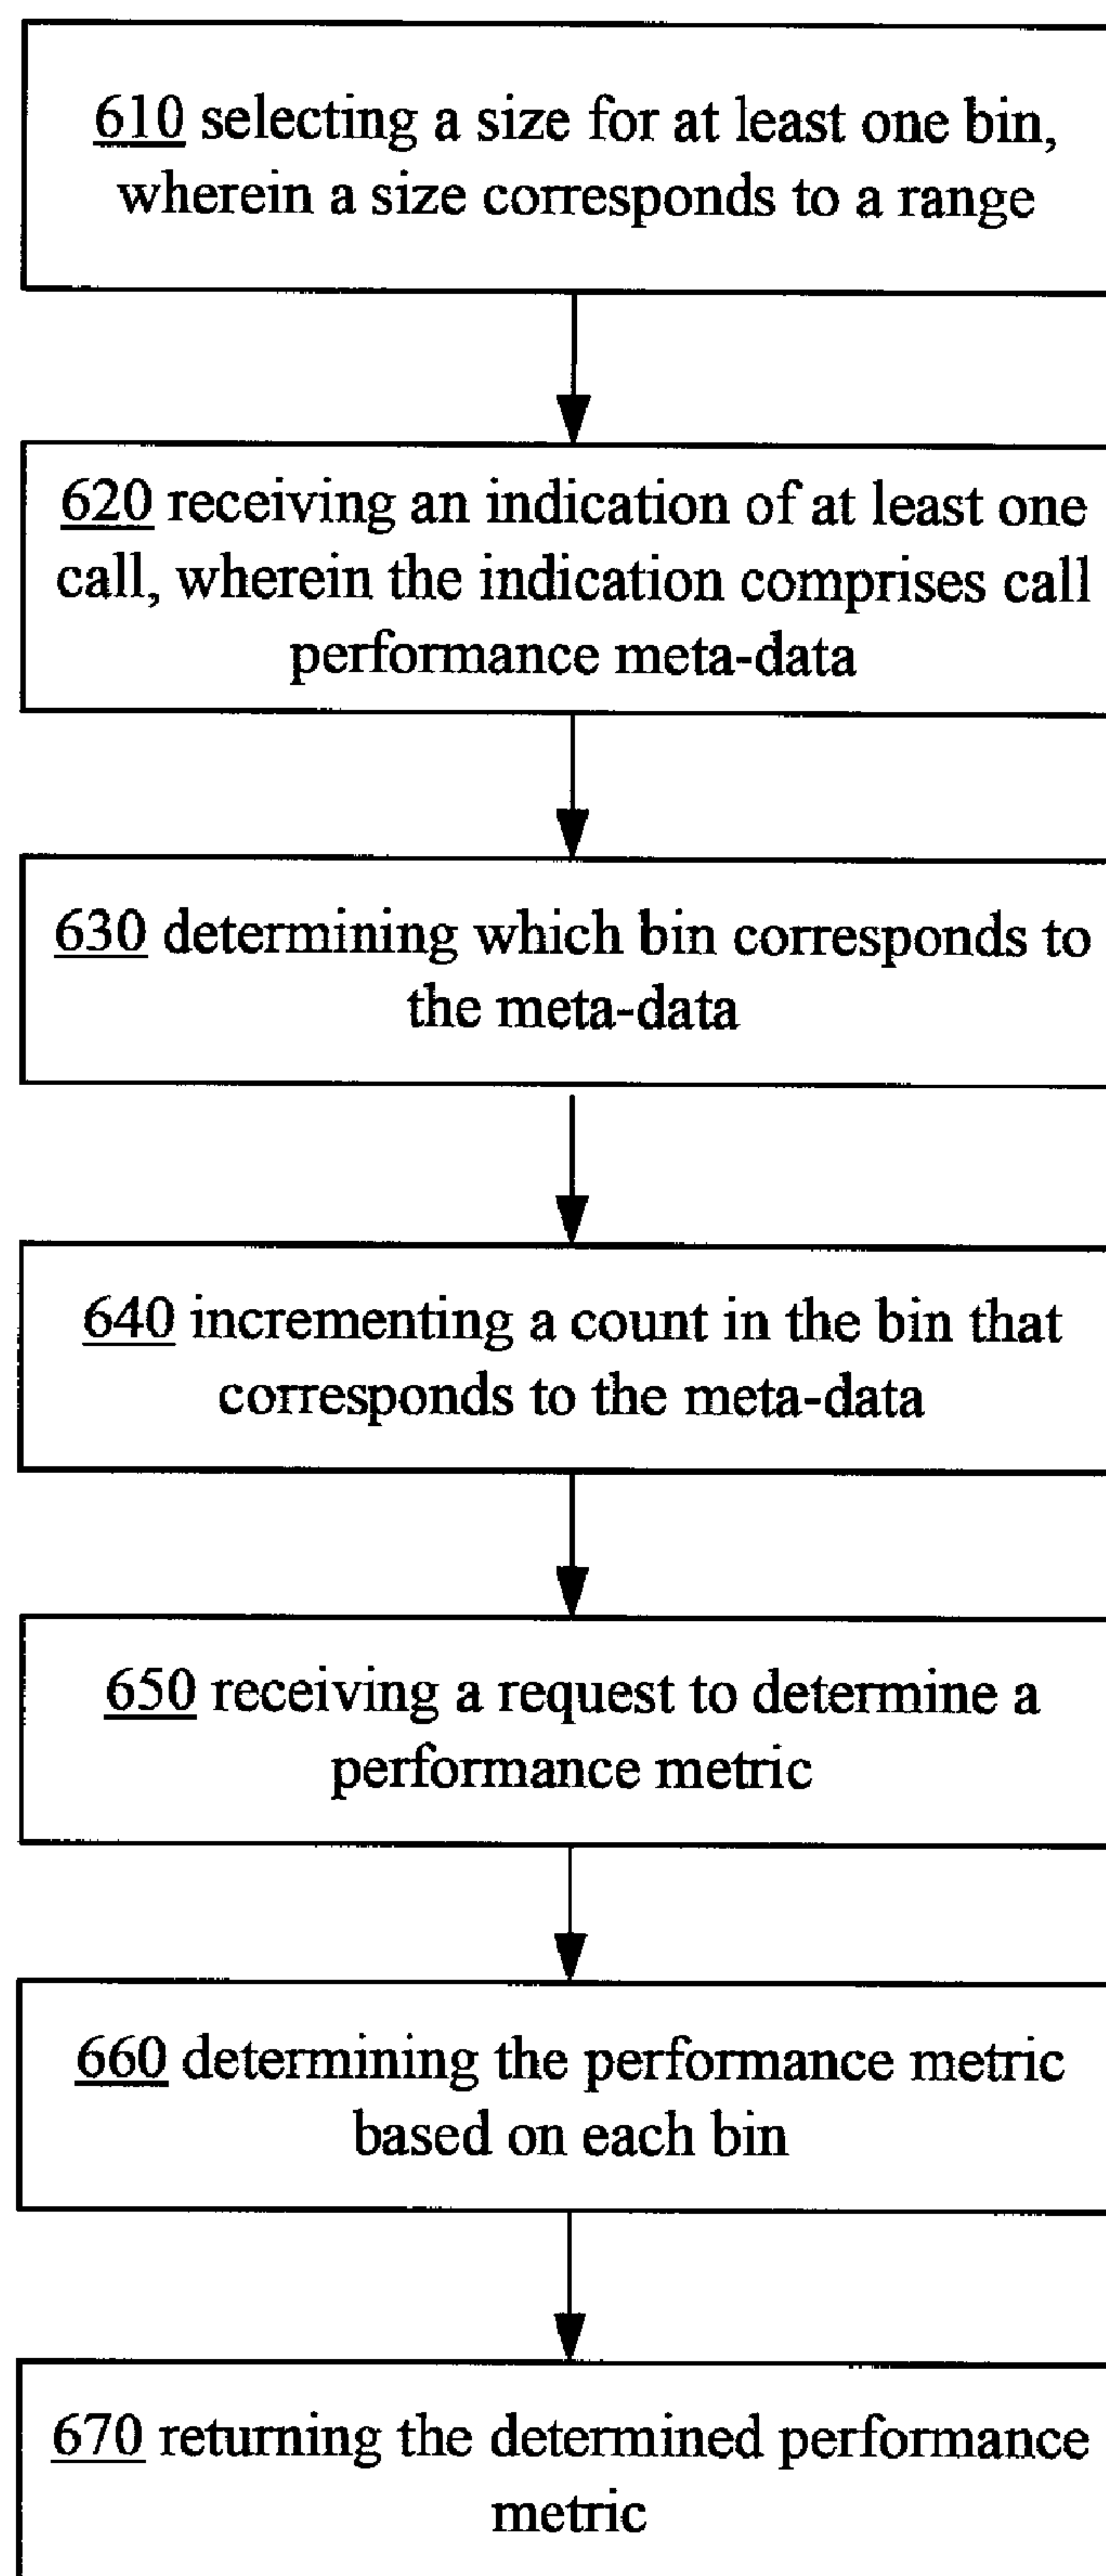 610 selecting a size for at least one bin,
wherein a size corresponds to a range
620 receiving an indication of at least one
call, wherein the indication comprises call
performance meta-data
630 determining which bin corresponds to
the meta-data
640 incrementing a count in the bin that
corresponds to the meta-data
650 receiving a request to determine a
performance metric
660 determining the performance metric
based on each bin
670 returning the determined performance
metric